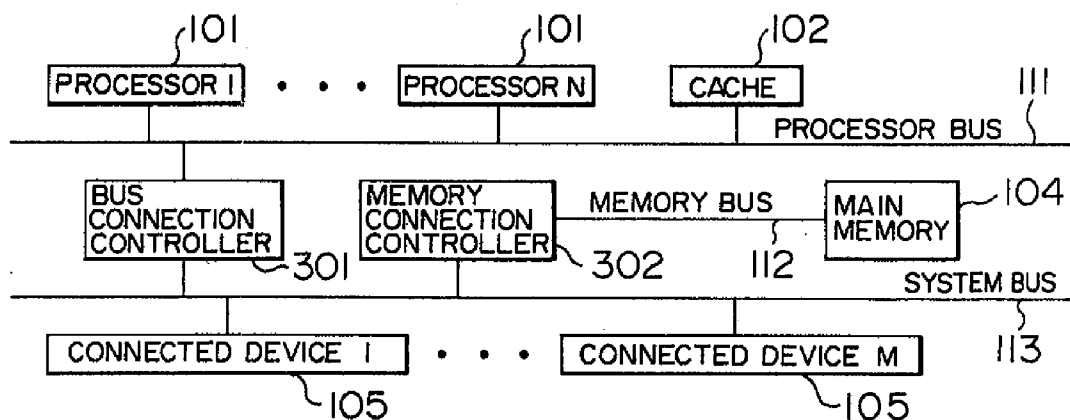 101
101
102
PROCESSOR 1
PROCESSOR N
CACHE
111
PROCESSOR BUS
BUS
CONNECTION
CONTROLLER
301
MEMORY
CONNECTION
CONTROLLER
302
MEMORY BUS
112
MAIN
MEMORY
104
SYSTEM BUS
113
CONNECTED DEVICE 1
CONNECTED DEVICE M
105
105